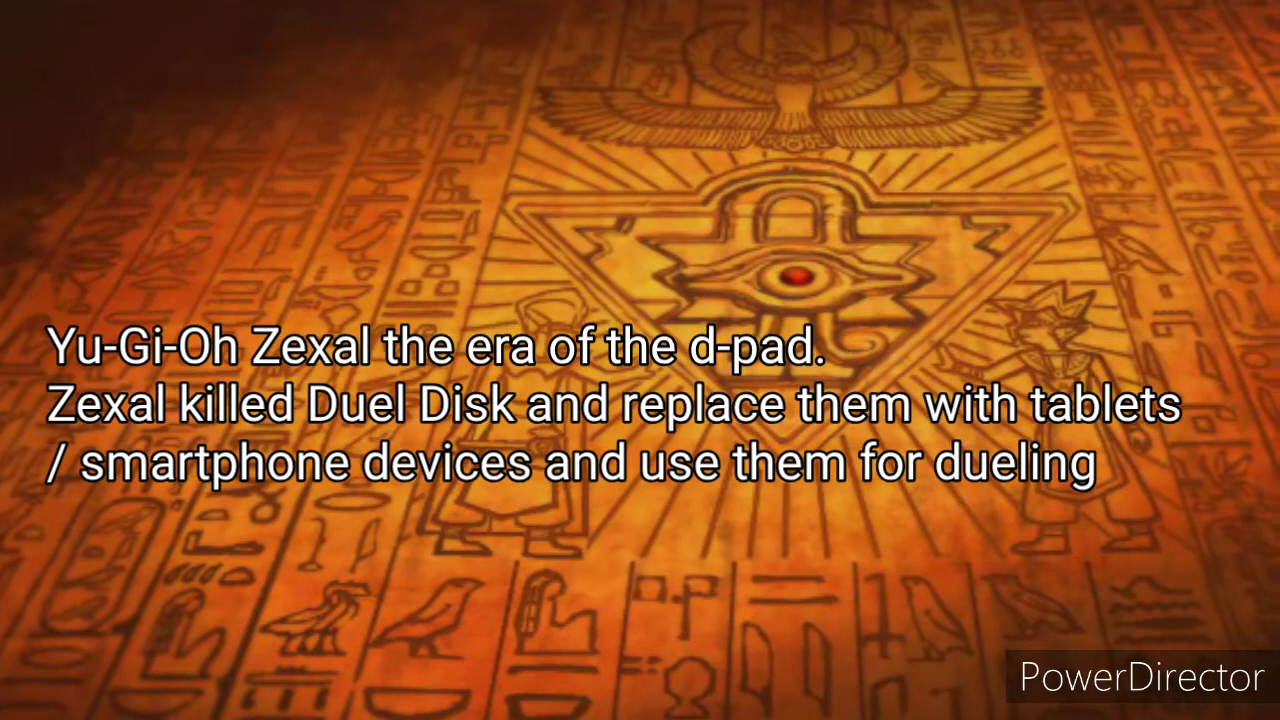 Yu-Gi-Oh Zexal the era of the d-pad.
Zexal killed Duel Disk and replace them with tablets
/ smartphone devices and use them for dueling
PowerDirector